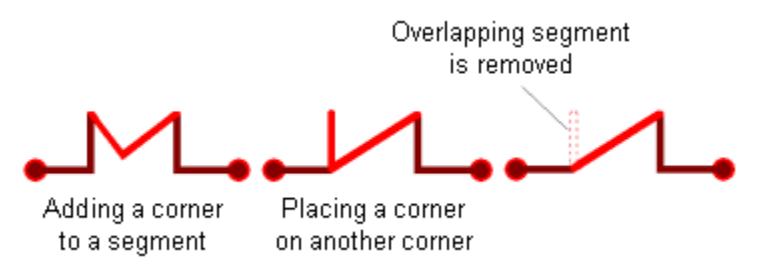 Overlapping segment
is removed
Adding a corner
to a segment
Placing a corner
on another corner